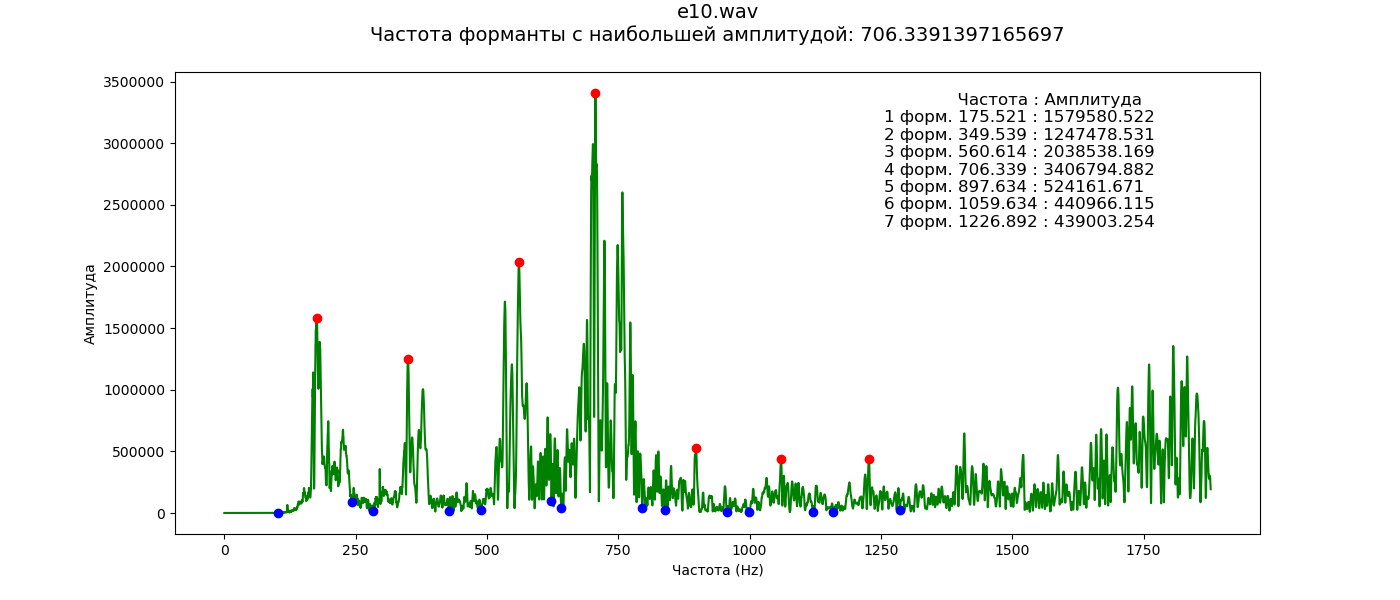 e10.wav
Частота форманты с наибольшей амплитудой: 706.3391397165697
Частота : Амплитуда
1 форм. 175.521 : 1579580.522
2 форм. 349.539 : 1247478.531
3 форм. 560.614 : 2038538.169
4 форм. 706.339 : 3406794.882
5 форм. 897.634 : 524161.671
6 форм. 1059.634 : 440966.115
7 форм. 1226.892 : 439003.254
Амплитуда
3500000
3000000
2500000
2000000
1500000
1000000
500000
0
0 250 500 750 1000 1250 1500 1750
Частота (Hz)